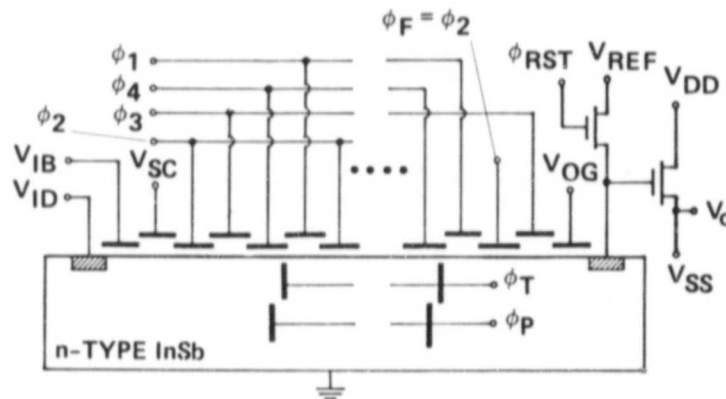 ϕF = ϕ2
ϕ1
ϕ4
ϕ3
ϕ2
VIB
VID
VSC
ϕRST
VREF
VDD
VOG
VSS
ϕT
ϕP
n-TYPE InSb